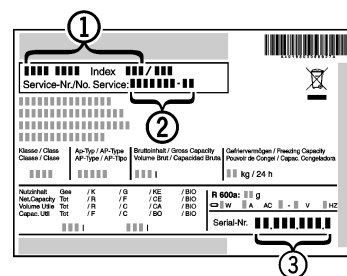 1
Index /
Service-Nr./No. Service: -
2
Klasse / Class
Classe / Clase
Ap-Typ / AP-Type
AP-Type / AP-Tipo
Bruttoinhalt / Gross Capacity
Volume Brut / Capacidad Bruta
Gefriervermögen / Freezing Capacity
Pouvoir de Congel / Capac. Congeladora
l
kg / 24 h
Nutzinhalt Ges / K / G / KE / BIO
Net.Capacity Tot / R / F / CE / BIO
Volume Utile Tot / R / C / CA / BIO
Capac. Util Tot / F / C / BO / BIO
l l
R 600a: g
W A AC - V HZ
Serial-Nr. . .
3